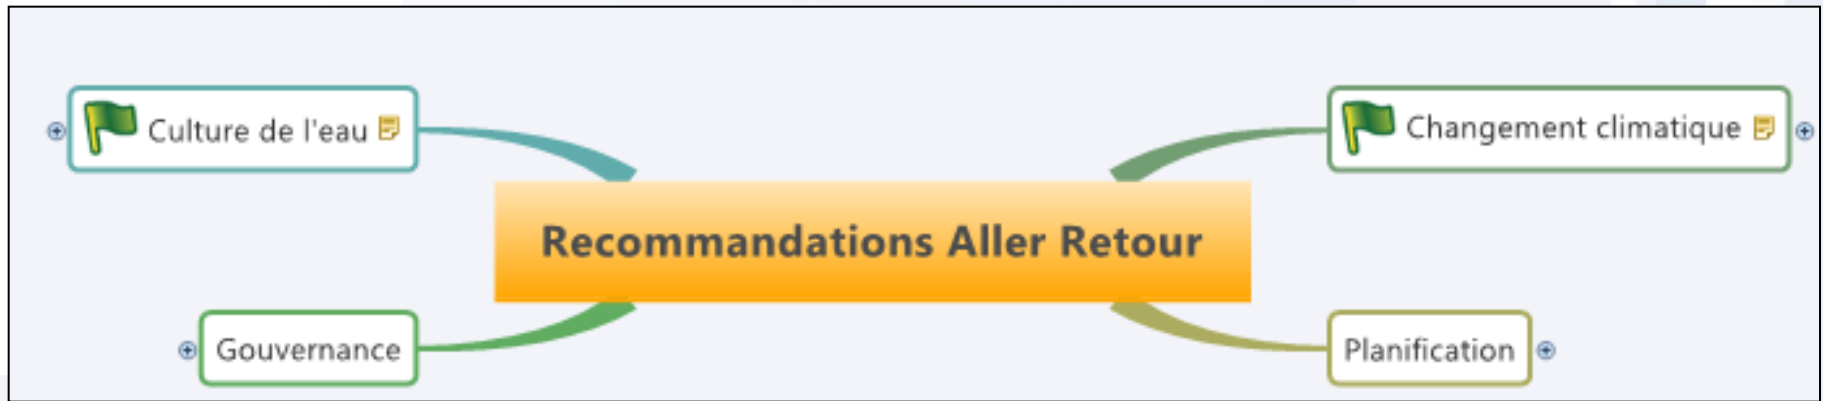 Culture de l'eau
Changement climatique
Recommandations Aller Retour
Gouvernance
Planification